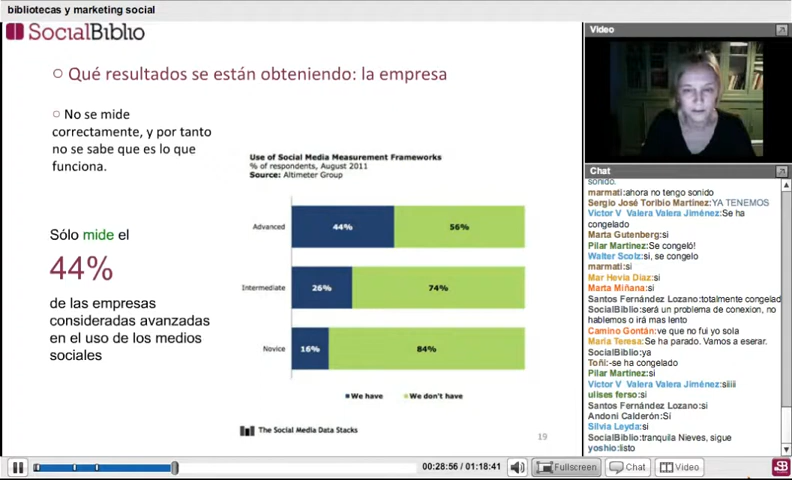 bibliotecas y marketing social
SocialBiblio
Qué resultados se están obteniendo: la empresa
No se mide
correctamente, y por tanto
no se sabe que es lo que
funciona.
Sólo mide el
44%
de las empresas
consideradas avanzadas
en el uso de los medios
sociales
Use of Social Media Measurement Frameworks
% of respondents, August 2011
Source: Altimeter Group
Advanced 44% 56%
Intermediate 26% 74%
Novice 16% 84%
We have We don't have
The Social Media Data Stacks
19
Video
Chat
sonido.
marmati:ahora no tengo sonido
Sergio José Toribio Martínez:YA TENEMOS
Victor V Valera Valera Jiménez:Se ha
congelado
Marta Gutenberg:si
Pilar Martinez:Se congeló!
Walter Scolz:si, se congelo
marmati:si
Mar Hevia Diaz:si
Marta Miñana:si
Santos Fernández Lozano:totalmente congelad
SocialBiblio:será un problema de conexion, no
hablemos o irá mas lento
Camino Gontán:ve que no fui yo sola
Maria Teresa:Se ha parado. Vamos a eserar.
SocialBiblio:ya
Toñi:-se ha congelado
Pilar Martinez:si
Victor V Valera Valera Jiménez:siiii
ulises ferso:si
Santos Fernández Lozano:si
Andoni Calderón:Si
Silvia Leyda:si
SocialBiblio:tranquila Nieves, sigue
yoshio:listo
00:28:56 / 01:18:41
Fullscreen
Chat
Video
SB